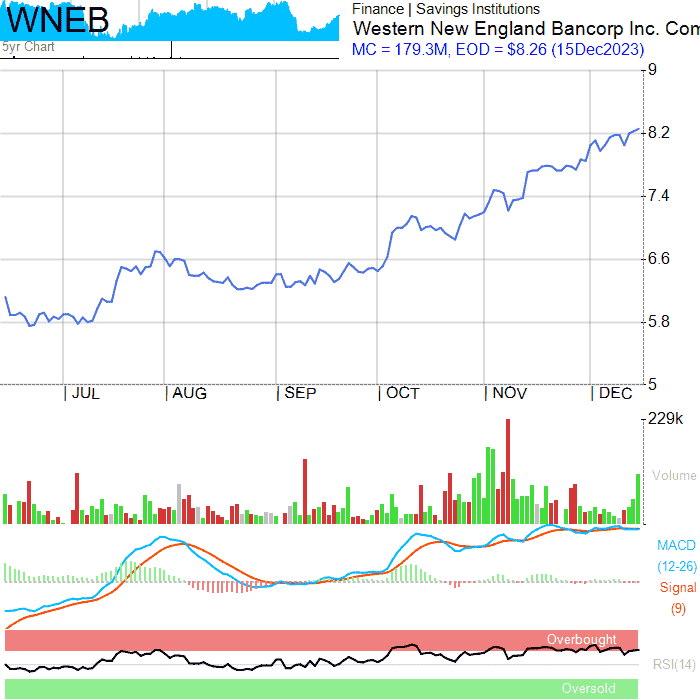 WNEB
5yr Chart
Finance | Savings Institutions
Western New England Bancorp Inc. Com
MC = 179.3M, EOD = $8.26 (15Dec2023)
9
8.2
7.4
6.6
5.8
5
JUL AUG SEP OCT NOV DEC
229k
Volume
MACD
(12-26)
Signal
(9)
Overbought
RSI(14)
Oversold